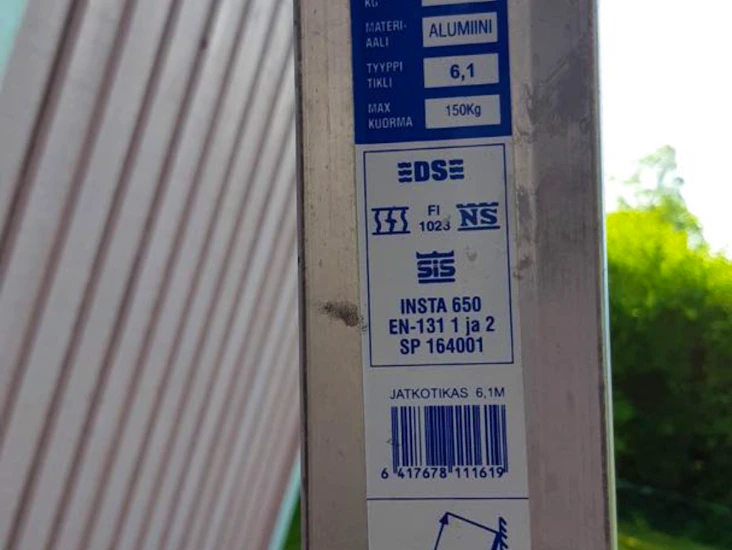 KG
MATERI-
AALI
ALUMIINI
TYYPPI
TIKLI
6,1
MAX
KUORMA
150Kg
DS
FI
1023
NS
SiS
INSTA 650
EN-131 1 ja 2
SP 164001
JATKOTIKAS 6,1M
6 417678 111619